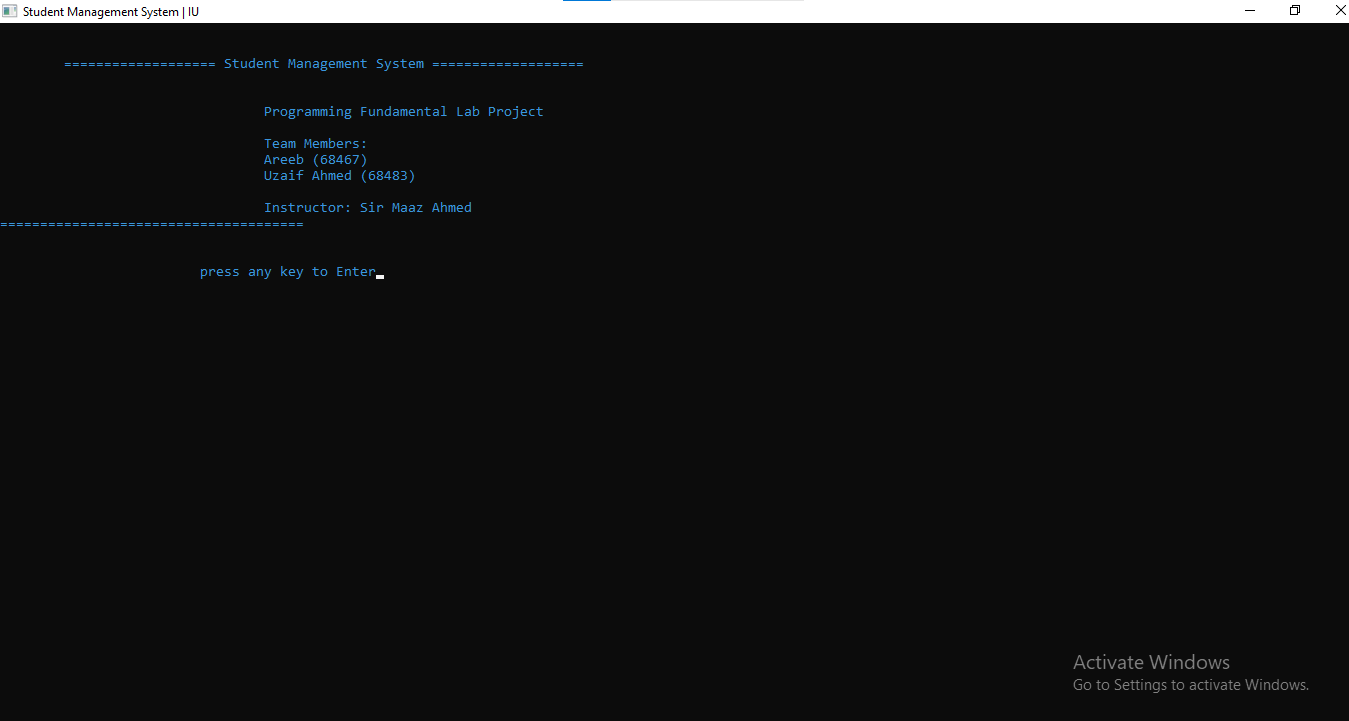 Student Management System | IU
=================== Student Management System ===================
Programming Fundamental Lab Project
Team Members:
Areeb (68467)
Uzaif Ahmed (68483)
Instructor: Sir Maaz Ahmed
======================================
press any key to Enter
Activate Windows
Go to Settings to activate Windows.